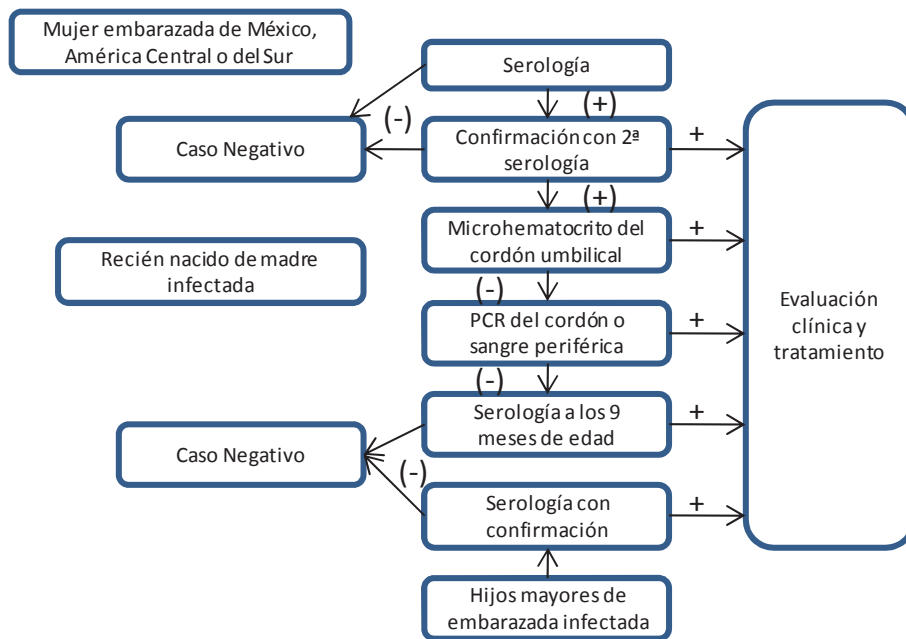 Mujer embarazada de México,
América Central o del Sur
Serología
(+)
(-)
Caso Negativo
Confirmación con 2ª
serología
+
(+)
Microhematocrito del
cordón umbilical
+
Recién nacido de madre
infectada
(-)
PCR del cordón o
sangre periférica
+
Evaluación
clínica y
tratamiento
(-)
Serología a los 9
meses de edad
+
Caso Negativo
(-)
Serología con
confirmación
+
Hijos mayores de
embarazada infectada